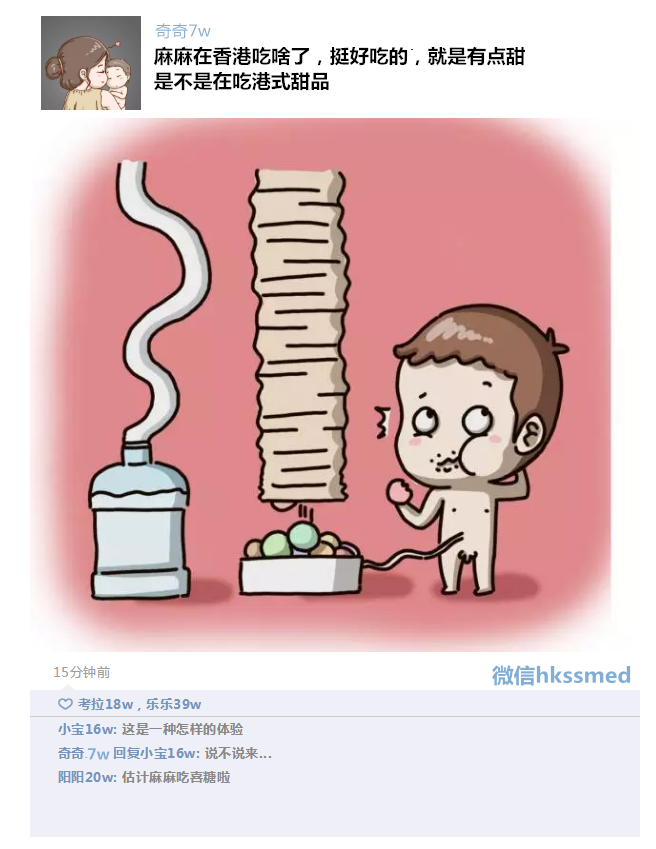 奇奇7w
麻麻在香港吃啥了，挺好吃的，就是有点甜
是不是在吃港式甜品
15分钟前
微信hkssmed
考拉18w，乐乐39w
小宝16w: 这是一种怎样的体验
奇奇.7w 回复小宝16w: 说不说来...
阳阳20w: 估计麻麻吃喜糖啦